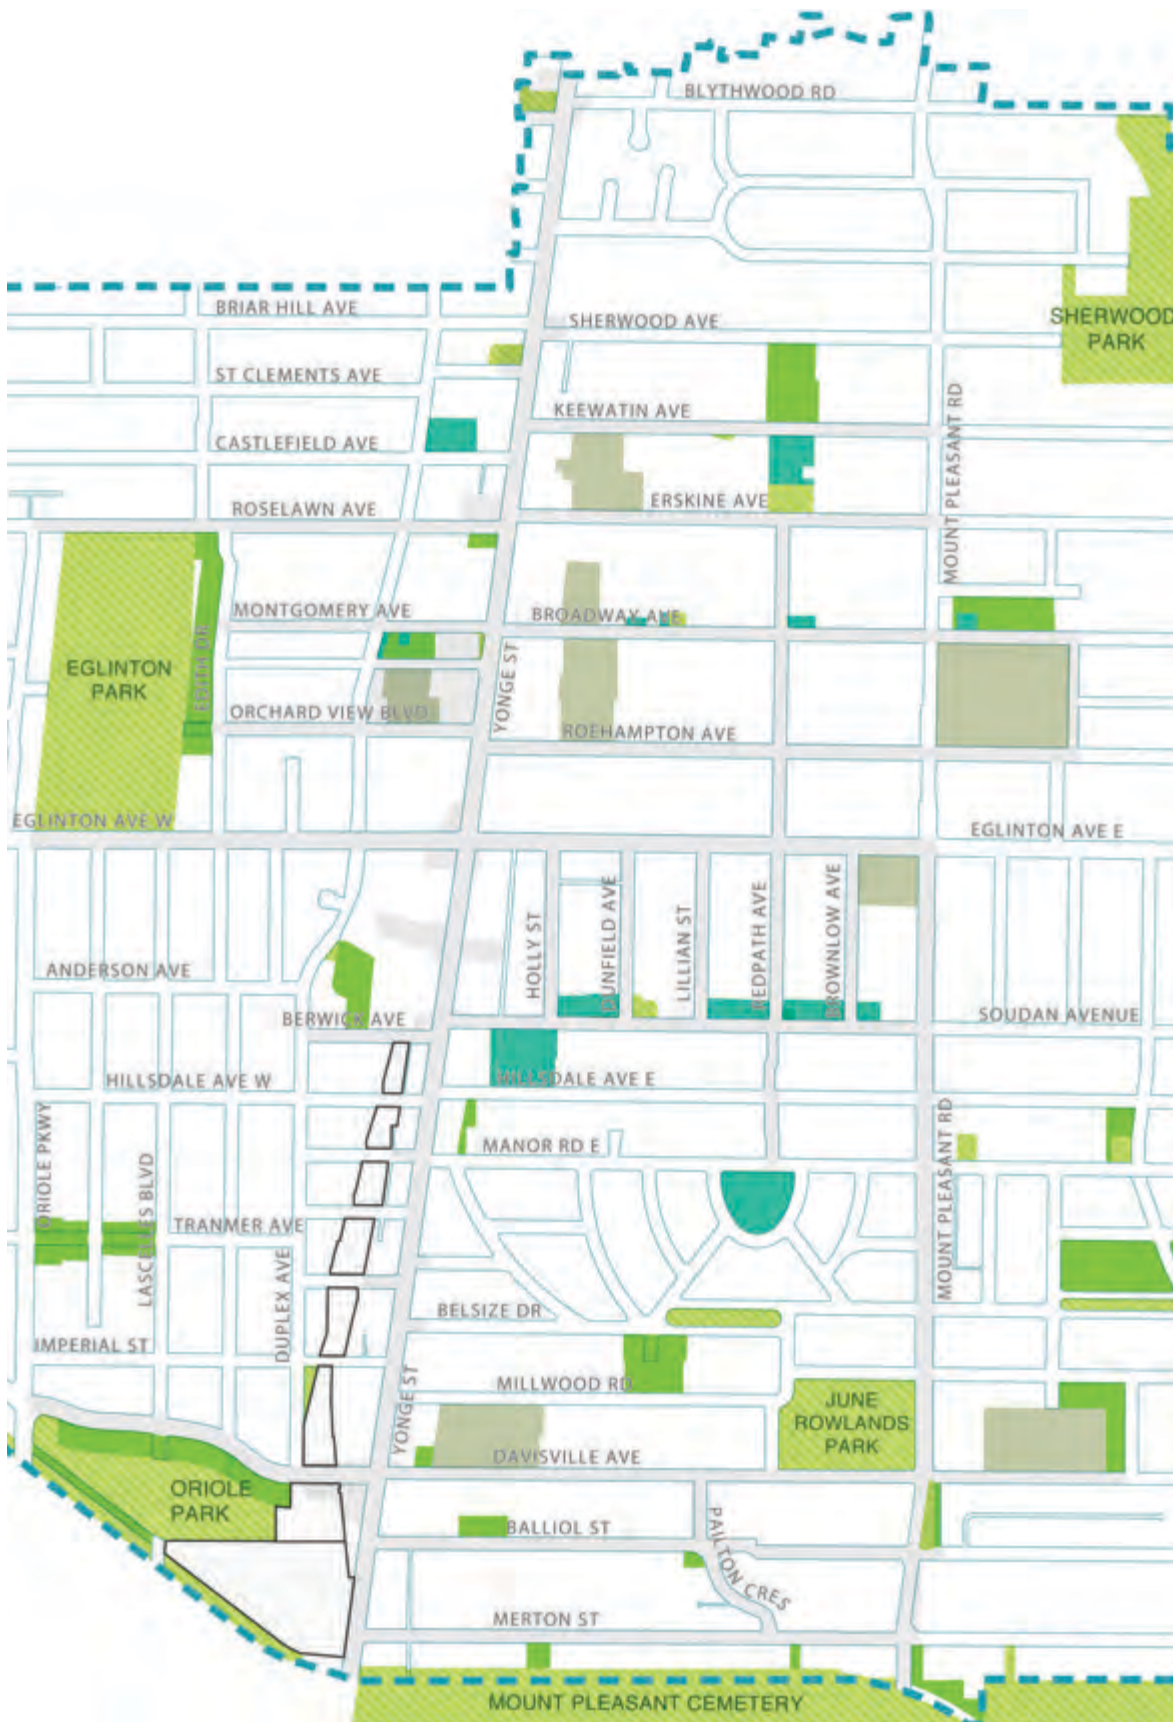 BLYTHWOOD RD
BRIAR HILL AVE
SHERWOOD AVE
SHERWOOD
PARK
ST CLEMENTS AVE
KEEWATIN AVE
MOUNT PLEASANT RD
CASTLEFIELD AVE
ROSELAWN AVE
ERSKINE AVE
MONTGOMERY AVE
BROADWAY AVE
EDITH DR
EGLINTON
PARK
YONGE ST
ORCHARD VIEW BLVD
ROEHAMPTON AVE
EGLINTON AVE W
EGLINTON AVE E
HOLLY ST
DUNFIELD AVE
LILLIAN ST
REDPATH AVE
BROWNLOW AVE
ANDERSON AVE
BERWICK AVE
SOUDAN AVENUE
HILLSDALE AVE W
HILLSDALE AVE E
ORIOLE PKWY
LASCELLES BLVD
MANOR RD E
MOUNT PLEASANT RD
TRANMER AVE
DUPLEX AVE
BELSIZE DR
IMPERIAL ST
YONGE ST
MILLWOOD RD
JUNE
ROWLANDS
PARK
DAVISVILLE AVE
ORIOLE
PARK
BALLIOL ST
PAILTON CRES
MERTON ST
MOUNT PLEASANT CEMETERY